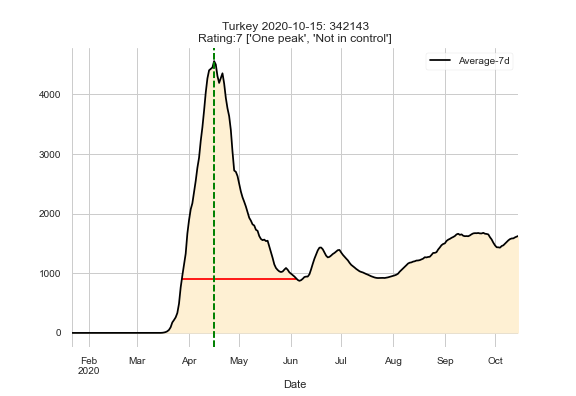 Turkey 2020-10-15: 342143
Rating:7 ['One peak', 'Not in control']
Average-7d
4000
3000
2000
1000
0
Feb Mar Apr May Jun Jul Aug Sep Oct
2020
Date